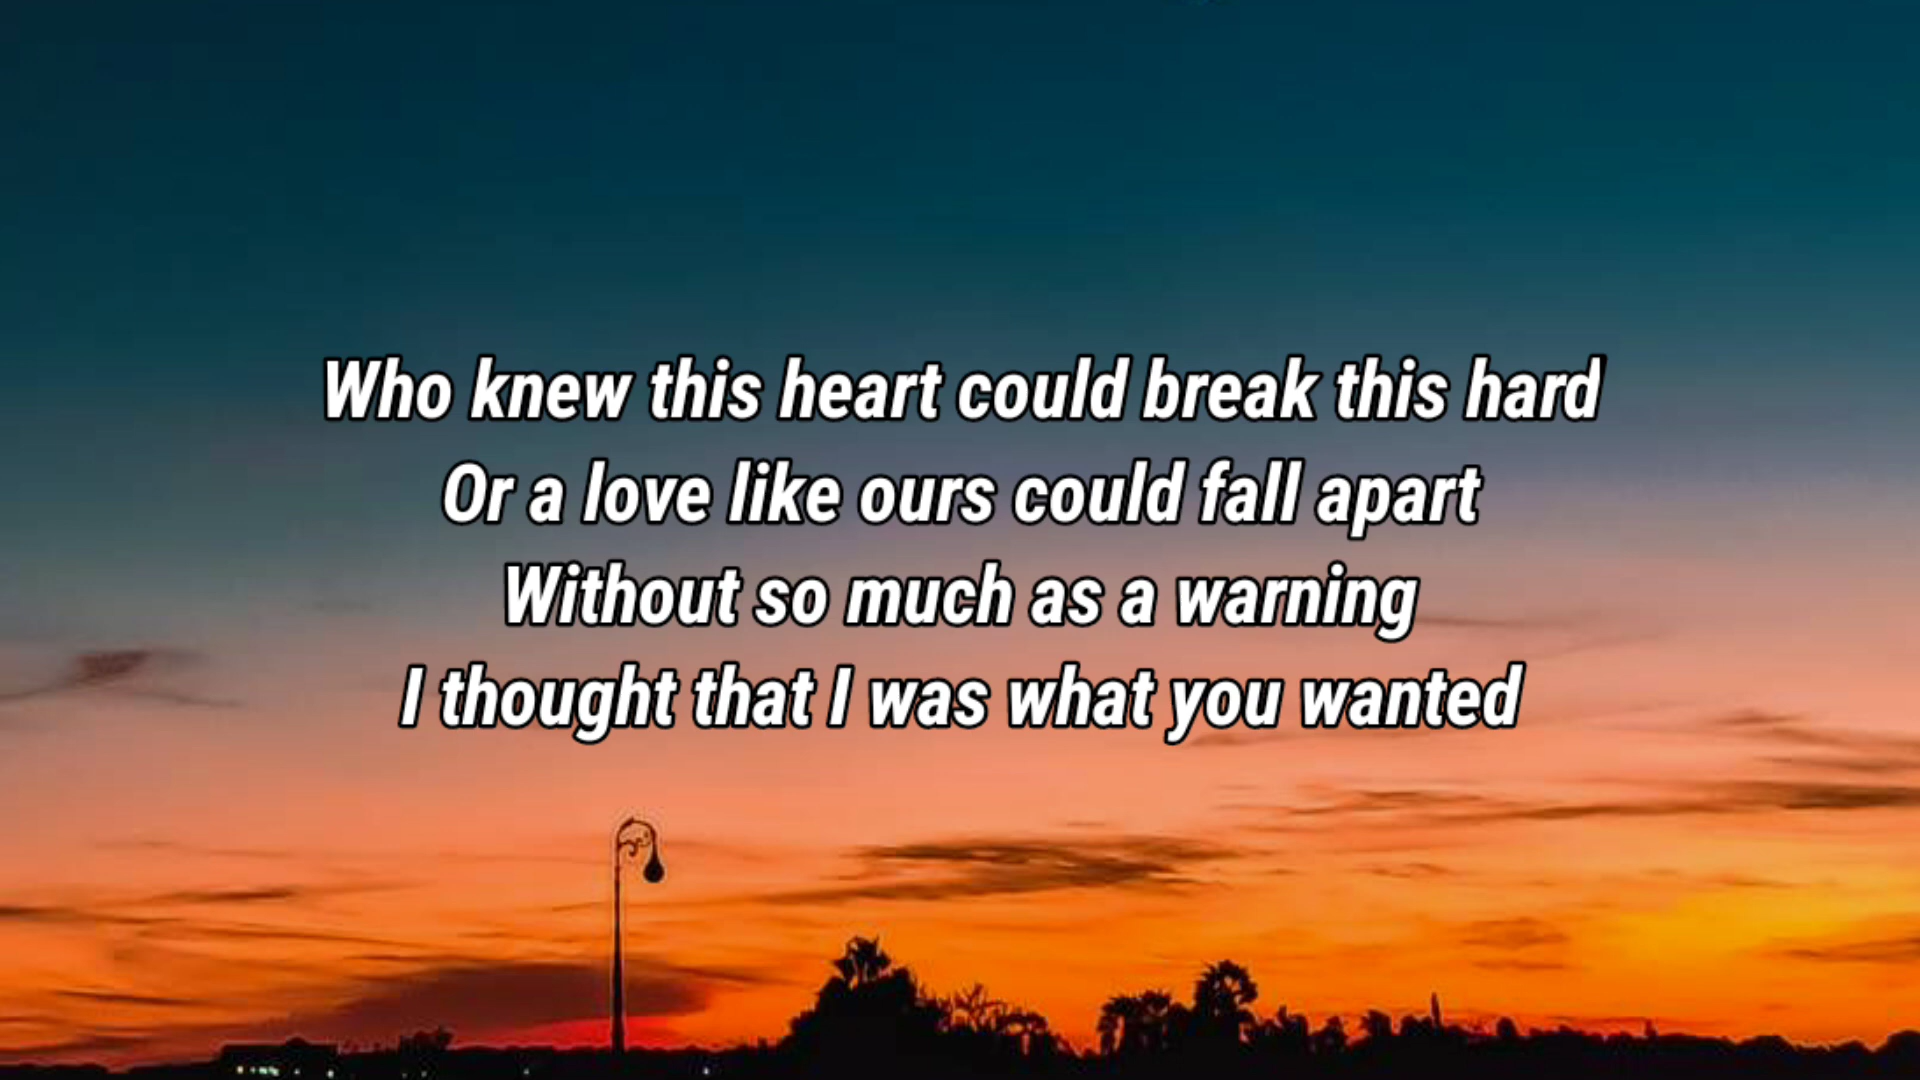 Who knew this heart could break this hard
Or a love like ours could fall apart
Without so much as a warning
I thought that I was what you wanted